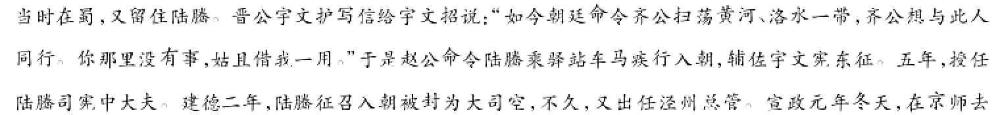 当时在蜀,又留住陆腾。晋公宇文护写信给宇文招说:“如今朝廷命令齐公扫荡黄河、洛水一带,齐公想与此人
同行。你那里没有事,姑且借我一用。”于是赵公命令陆腾乘驿站车马疾行入朝,辅佐宇文宪东征。五年,授任
陆腾司宪中大夫。建德二年,陆腾征召入朝被封为大司空,不久,又出任泾州总管。宣政元年冬天,在京师去